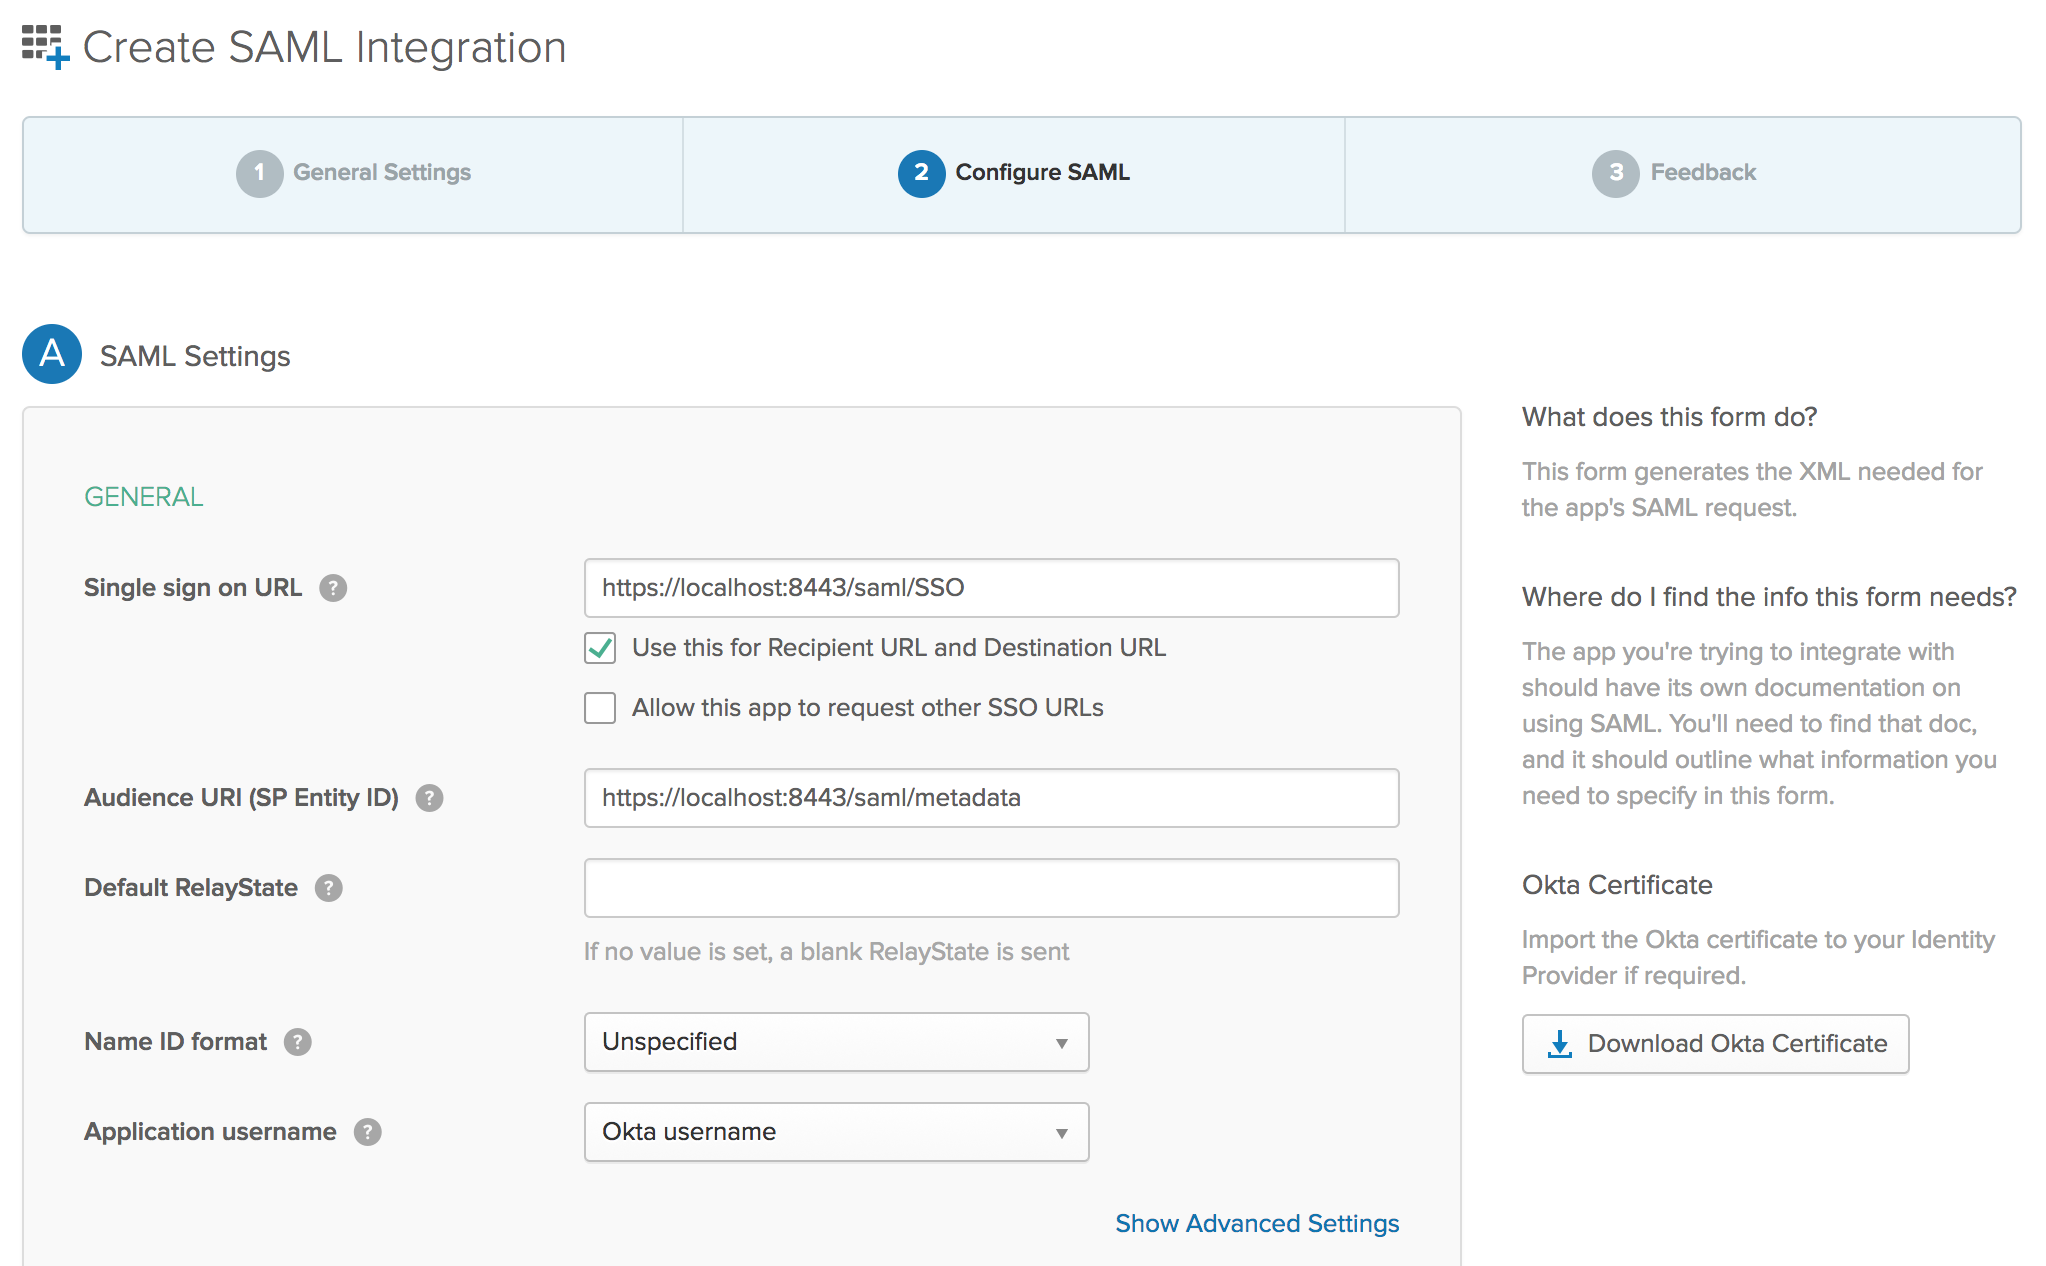 Create SAML Integration
1 General Settings
2 Configure SAML
3 Feedback
A SAML Settings
GENERAL
Single sign on URL ?
https://localhost:8443/saml/SSO
Use this for Recipient URL and Destination URL
Allow this app to request other SSO URLs
Audience URI (SP Entity ID) ?
https://localhost:8443/saml/metadata
Default RelayState ?
If no value is set, a blank RelayState is sent
Name ID format ?
Unspecified
Application username ?
Okta username
Show Advanced Settings
What does this form do?
This form generates the XML needed for
the app's SAML request.
Where do I find the info this form needs?
The app you're trying to integrate with
should have its own documentation on
using SAML. You'll need to find that doc,
and it should outline what information you
need to specify in this form.
Okta Certificate
Import the Okta certificate to your Identity
Provider if required.
Download Okta Certificate